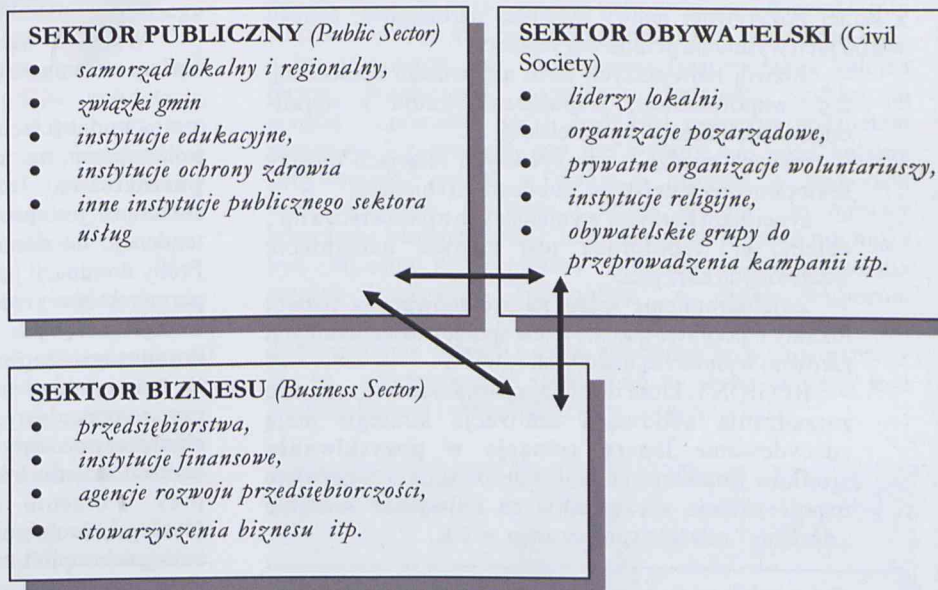 SEKTOR PUBLICZNY (Public Sector)
• samorząd lokalny i regionalny,
• związki gmin
• instytucje edukacyjne,
• instytucje ochrony zdrowia
• inne instytucje publicznego sektora
usług
SEKTOR OBYWATELSKI (Civil
Society)
• liderzy lokalni,
• organizacje pozarządowe,
• prywatne organizacje woluntariuszy,
• instytucje religijne,
• obywatelskie grupy do
przeprowadzenia kampanii itp.
SEKTOR BIZNESU (Business Sector)
• przedsiębiorstwa,
• instytucje finansowe,
• agencje rozwoju przedsiębiorczości,
• stowarzyszenia biznesu itp.